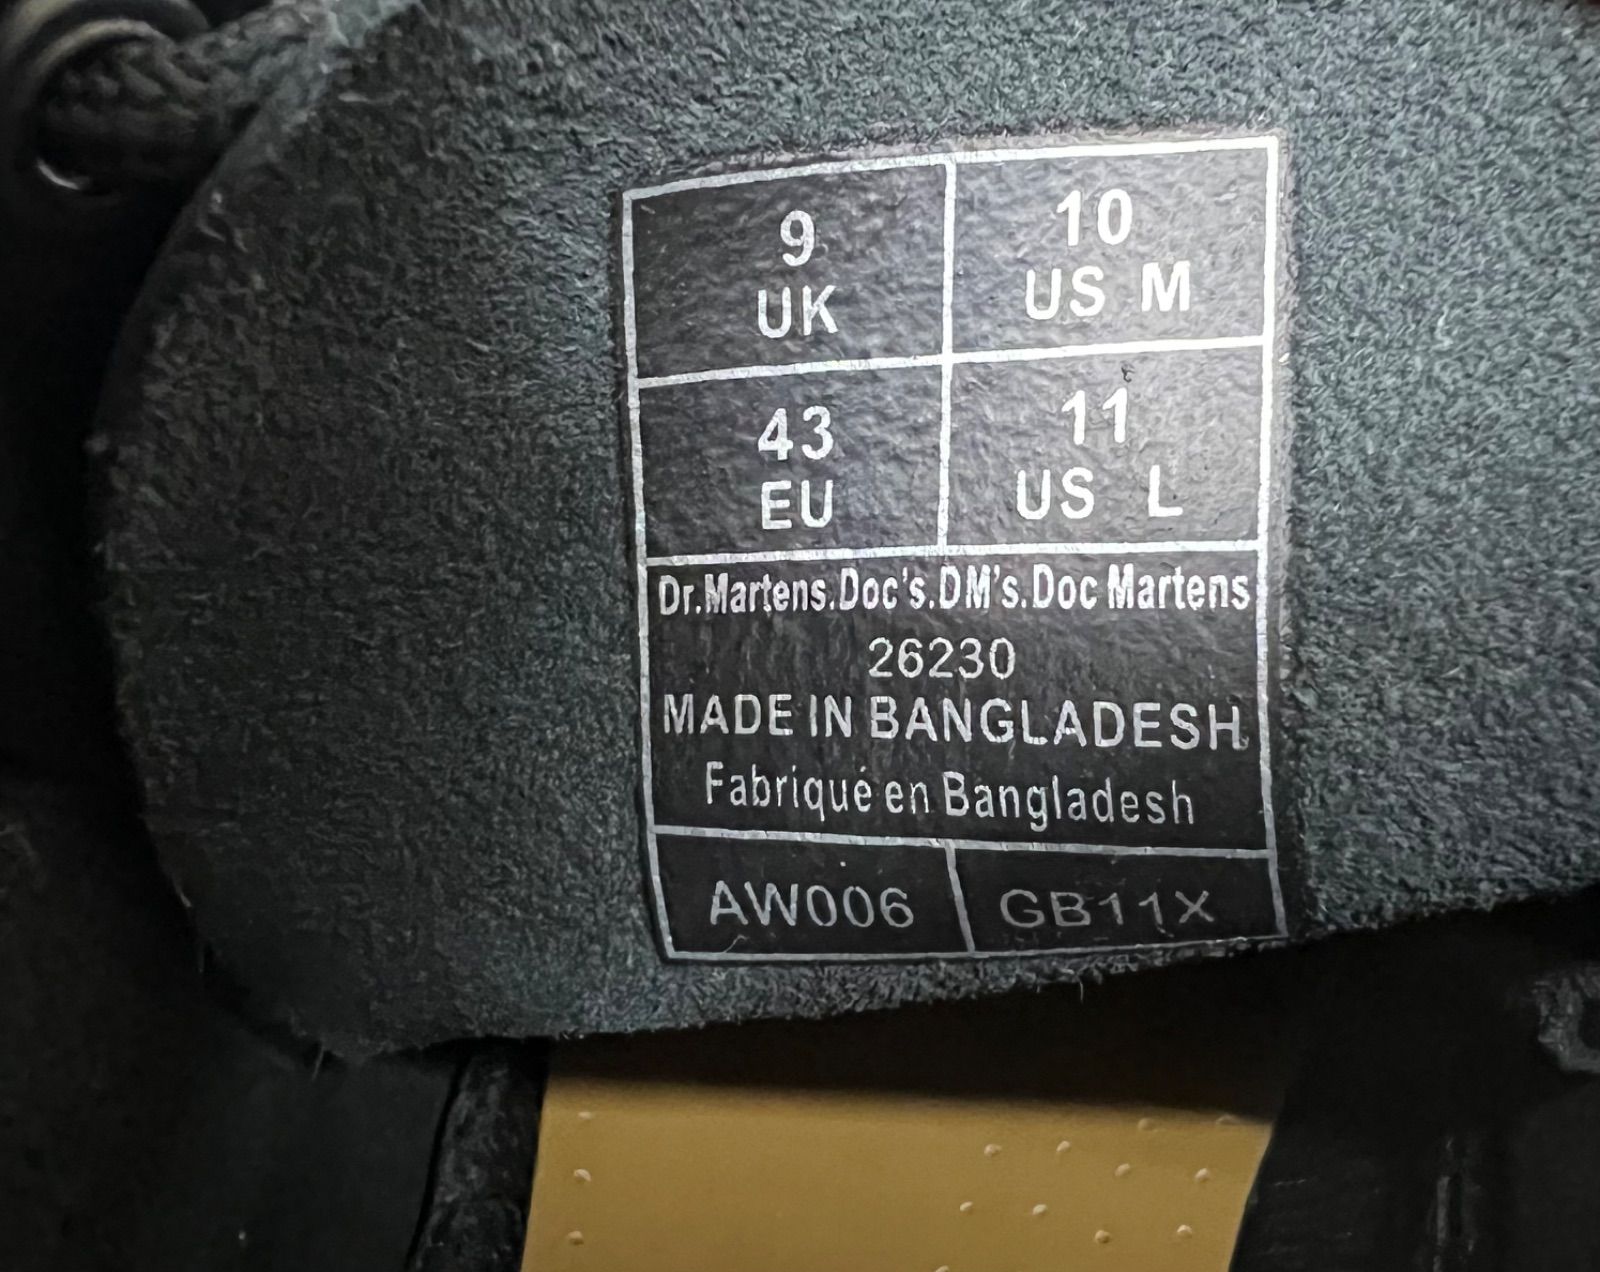 9
UK
10
US M
43
EU
11
US L
Dr.Martens.Doc's.DM's.Doc Martens
26230
MADE IN BANGLADESH
Fabriqué en Bangladesh
AW006
GB11X